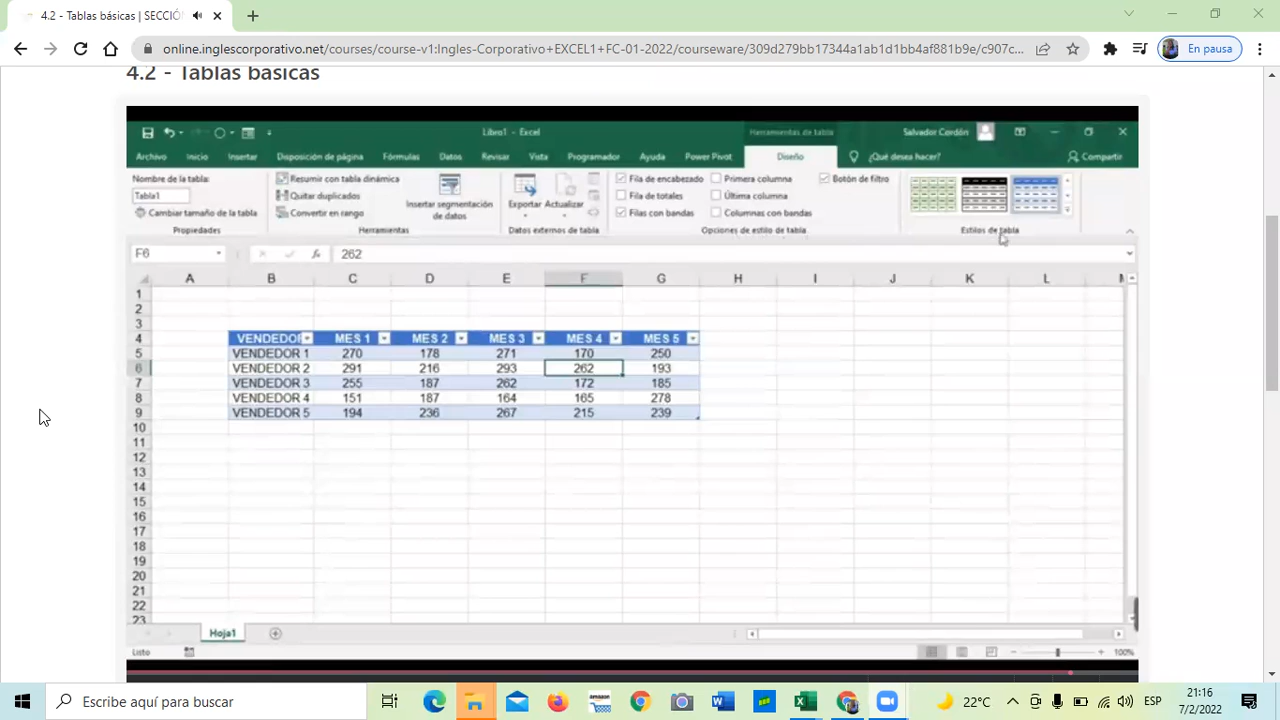 4.2 - Tablas básicas | SECCIÓ
online.inglescorporativo.net/courses/course-v1:Ingles-Corporativo+EXCEL1+FC-01-2022/courseware/309d279bb17344a1ab1d1bb4af881b9e/c907c...
En pausa
4.2 - Tablas básicas
Libro1 - Excel
Herramientas de tabla
Salvador Cordón
Archivo Inicio Insertar Disposición de página Fórmulas Datos Revisar Vista Programador Ayuda Power Pivot Diseño ¿Qué desea hacer? Compartir
Nombre de la tabla: Resumir con tabla dinámica Fila de encabezado Primera columna Botón de filtro
Tabla1 Quitar duplicados Insertar segmentación de datos Exportar Actualizar Fila de totales Última columna
Cambiar tamaño de la tabla Convertir en rango Filas con bandas Columnas con bandas
Propiedades Herramientas Datos externos de tabla Opciones de estilo de tabla Estilos de tabla
F6 fx 262
A B C D E F G H I J K L M
1
2
3
4 VENDEDOR MES 1 MES 2 MES 3 MES 4 MES 5
5 VENDEDOR 1 270 178 271 170 250
6 VENDEDOR 2 291 216 293 262 193
7 VENDEDOR 3 255 187 262 172 185
8 VENDEDOR 4 151 187 164 165 278
9 VENDEDOR 5 194 236 267 215 239
10
11
12
13
14
15
16
17
18
19
20
21
22
23
Hoja1
Listo 100%
Escribe aquí para buscar
amazon
22°C
ESP
21:16
7/2/2022